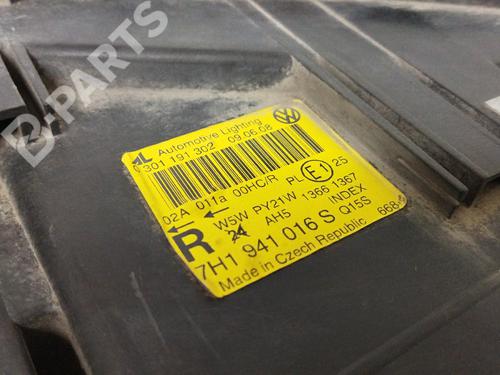 B-PARTS
AL Automotive Lighting
0301 191 302 09.06.08
02A 011a 00HC/R PL E1 25
W5W PY21W 1366 1367
R 24 AH5 INDEX
7H1 941 016 S Q15S
Made in Czech Republic 668